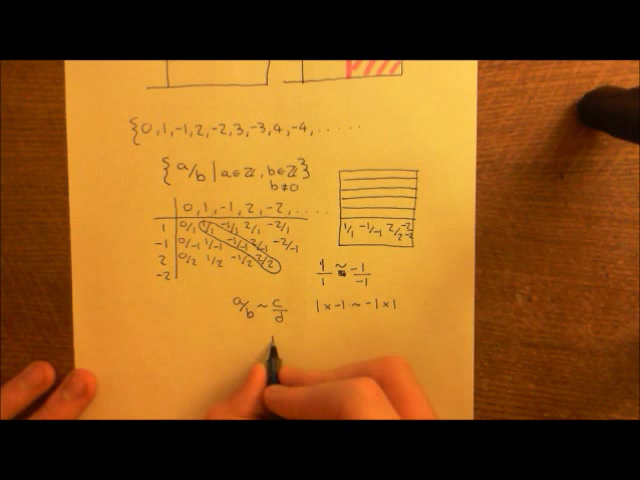 {0, 1, -1, 2, -2, 3, -3, 4, -4, ......
{a/b | a∈ℤ, b∈ℤ}
b≠0
0, 1, -1, 2, -2, ....
1 0/1 1/1 -1/1 2/1 -2/1
-1 0/-1 1/-1 -1/-1 2/-1 -2/-1
2 0/2 1/2 -1/2 2/2
-2
1/1 -1/-1 2/2 -2/-2
1/1 ~ -1/-1
a/b ~ c/d
1 x -1 ~ -1 x 1